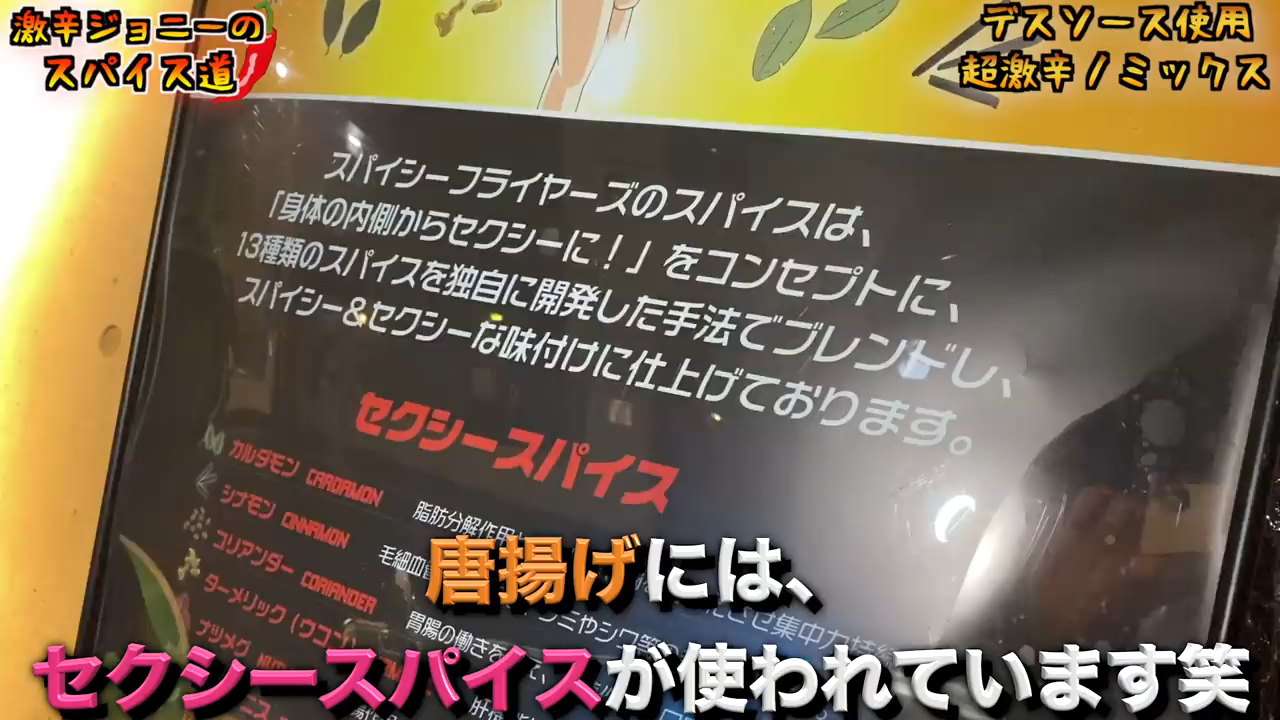 激辛ジョニーの
スパイス道
デスソース使用
超激辛ノミックス
スパイシーフライヤーズのスパイスは、
「身体の内側からセクシーに！」をコンセプトに、
13種類のスパイスを独自に開発した手法でブレンドし、
スパイシー＆セクシーな味付けに仕上げております。
セクシースパイス
カルダモン CARDAMON 脂肪分解作用
シナモン CINNAMON 毛細血管
コリアンダー CORIANDER
ターメリック（ウコン） 胃腸の働きを
ナツメグ
唐揚げには、
セクシースパイスが使われています笑